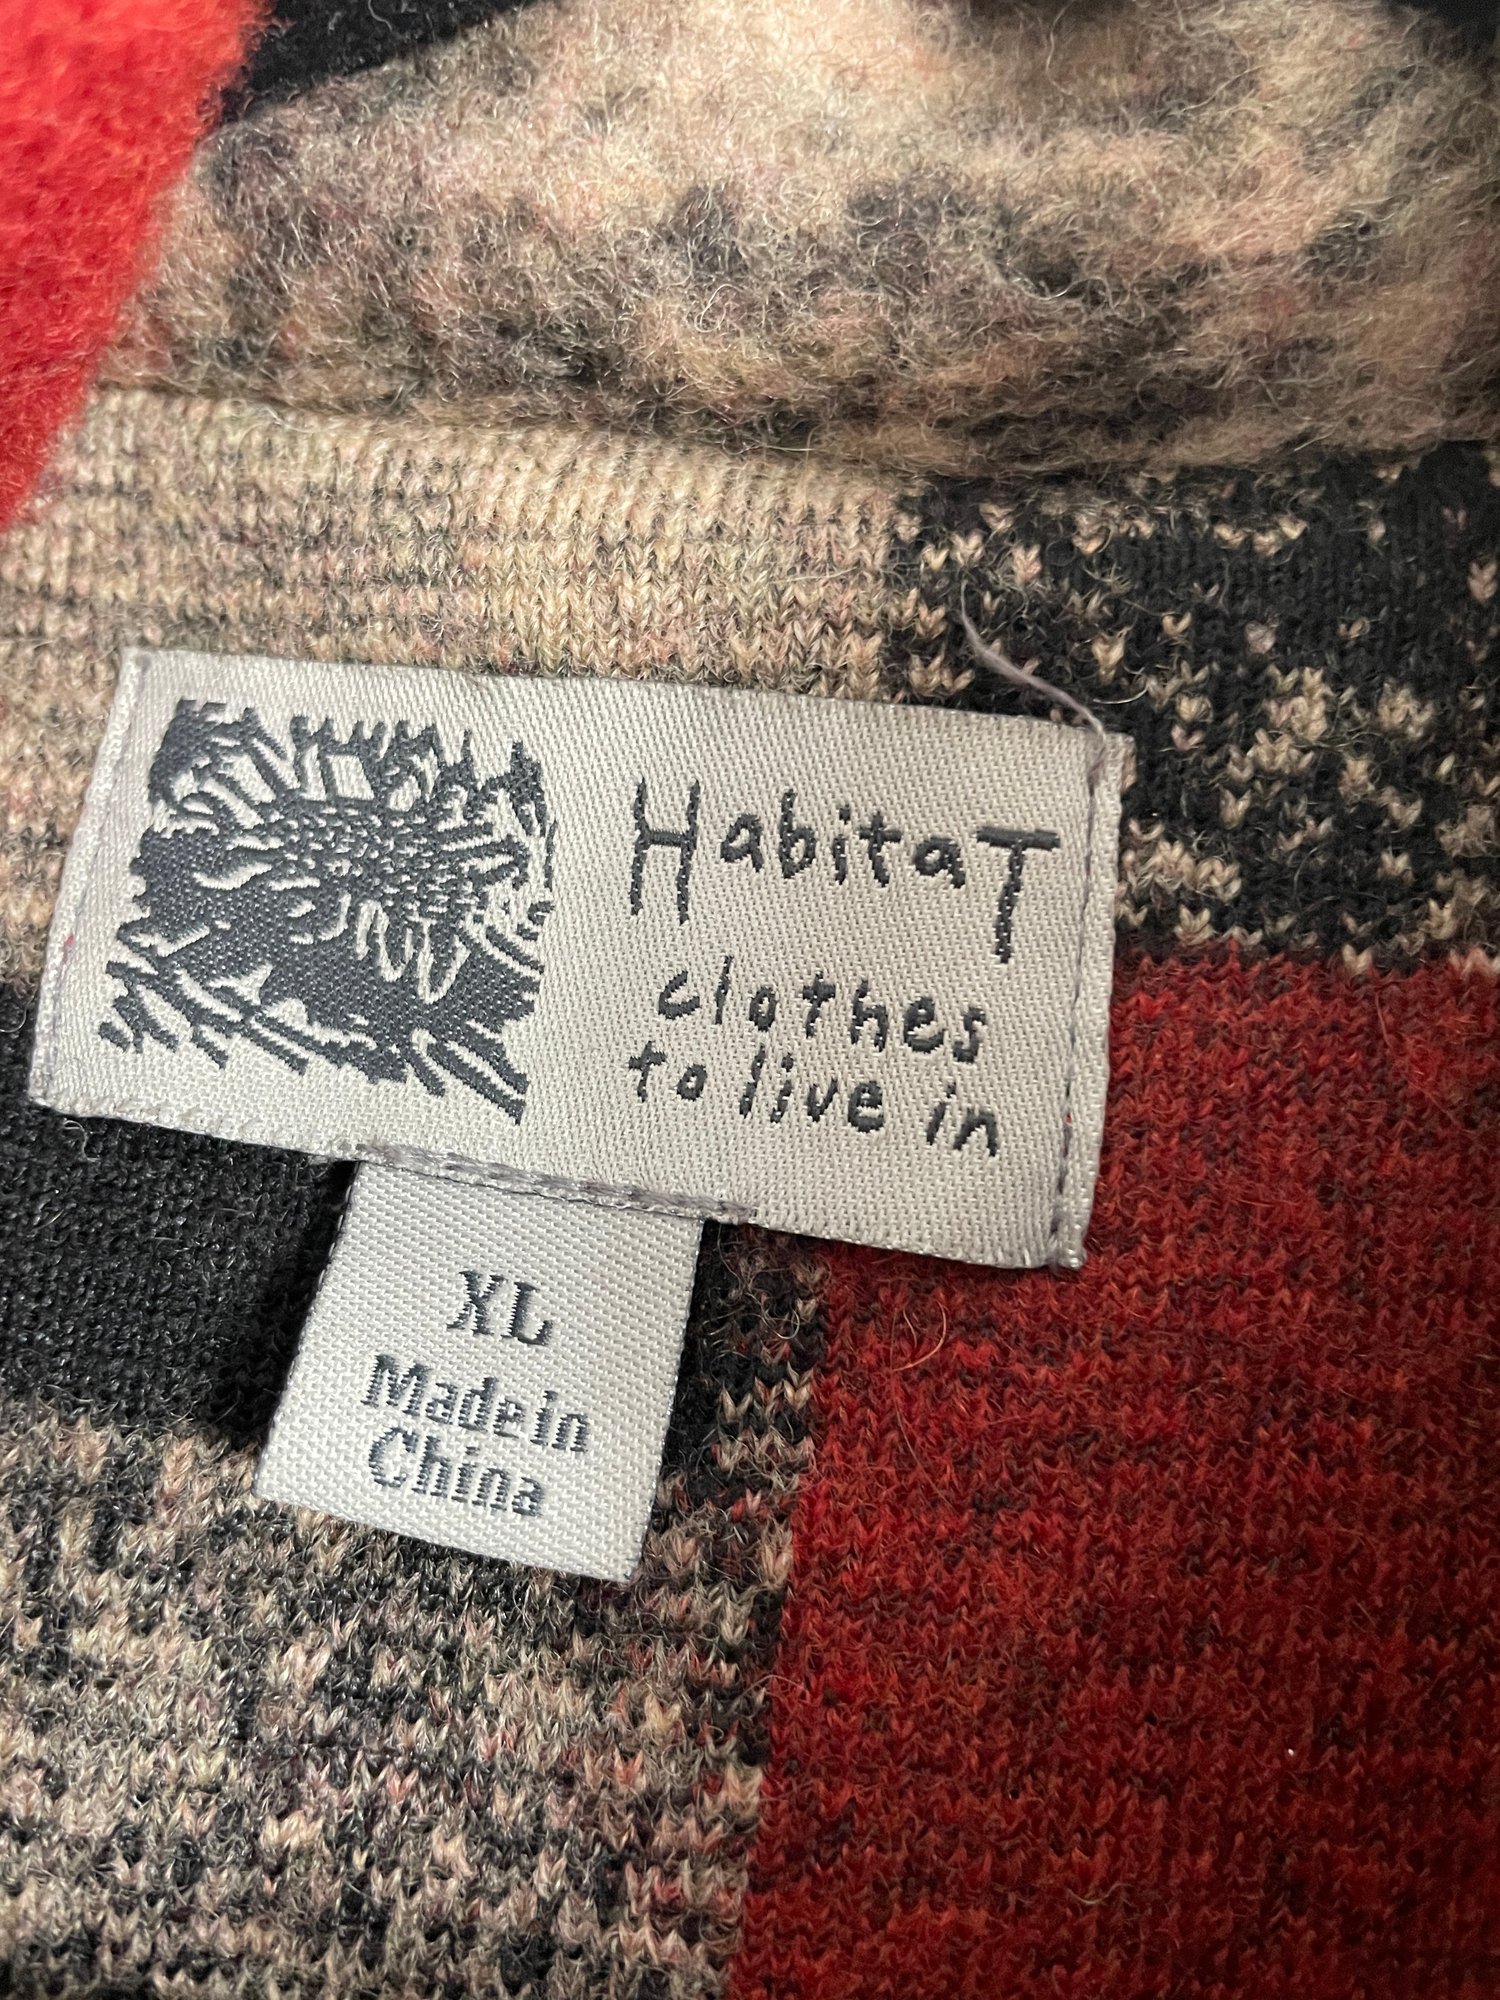 HabitaT
clothes
to live in
XL
Made in
China